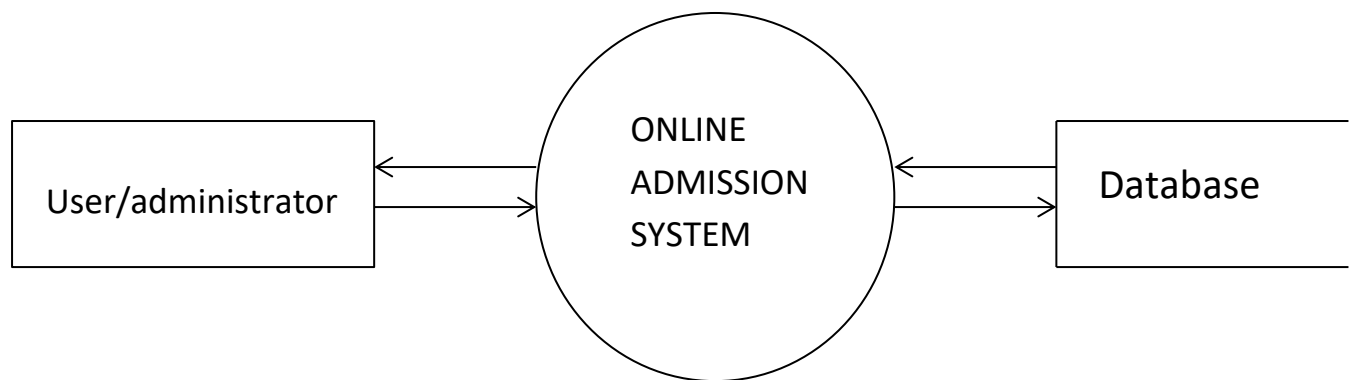 User/administrator
ONLINE
ADMISSION
SYSTEM
Database